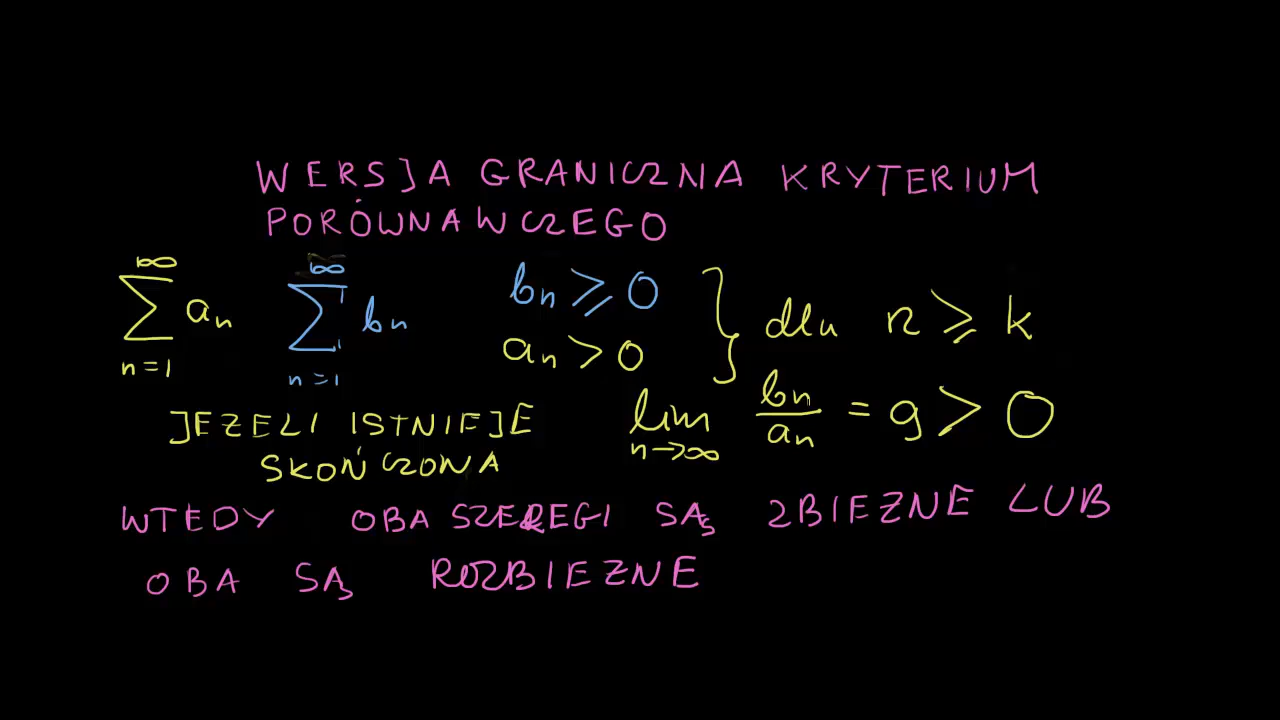 WERSJA GRANICZNA KRYTERIUM
PORÓWNAWCZEGO
∞ ∑ n=1 aₙ ∞ ∑ n=1 bₙ bₙ ⩾ 0 aₙ > 0 } dla n ⩾ k
JEZELI ISTNIEJE SKOŃCZONA lim n→∞ bₙ/aₙ = g > 0
WTEDY OBA SZEREGI SĄ ZBIEZNE LUB
OBA SĄ ROZBIEZNE